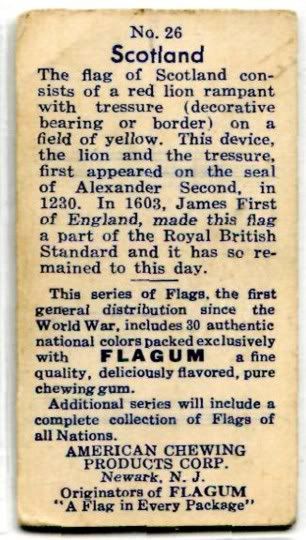 No. 26
Scotland
The flag of Scotland con-
sists of a red lion rampant
with tressure (decorative
bearing or border) on a
field of yellow. This device,
the lion and the tressure,
first appeared on the seal
of Alexander Second, in
1230. In 1603, James First
of England, made this flag
a part of the Royal British
Standard and it has so re-
mained to this day.
This series of Flags, the first
general distribution since the
World War, includes 30 authentic
national colors packed exclusively
with FLAGUM a fine
quality, deliciously flavored, pure
chewing gum.
Additional series will include a
complete collection of Flags of
all Nations.
AMERICAN CHEWING
PRODUCTS CORP.
Newark, N. J.
Originators of FLAGUM
"A Flag in Every Package"